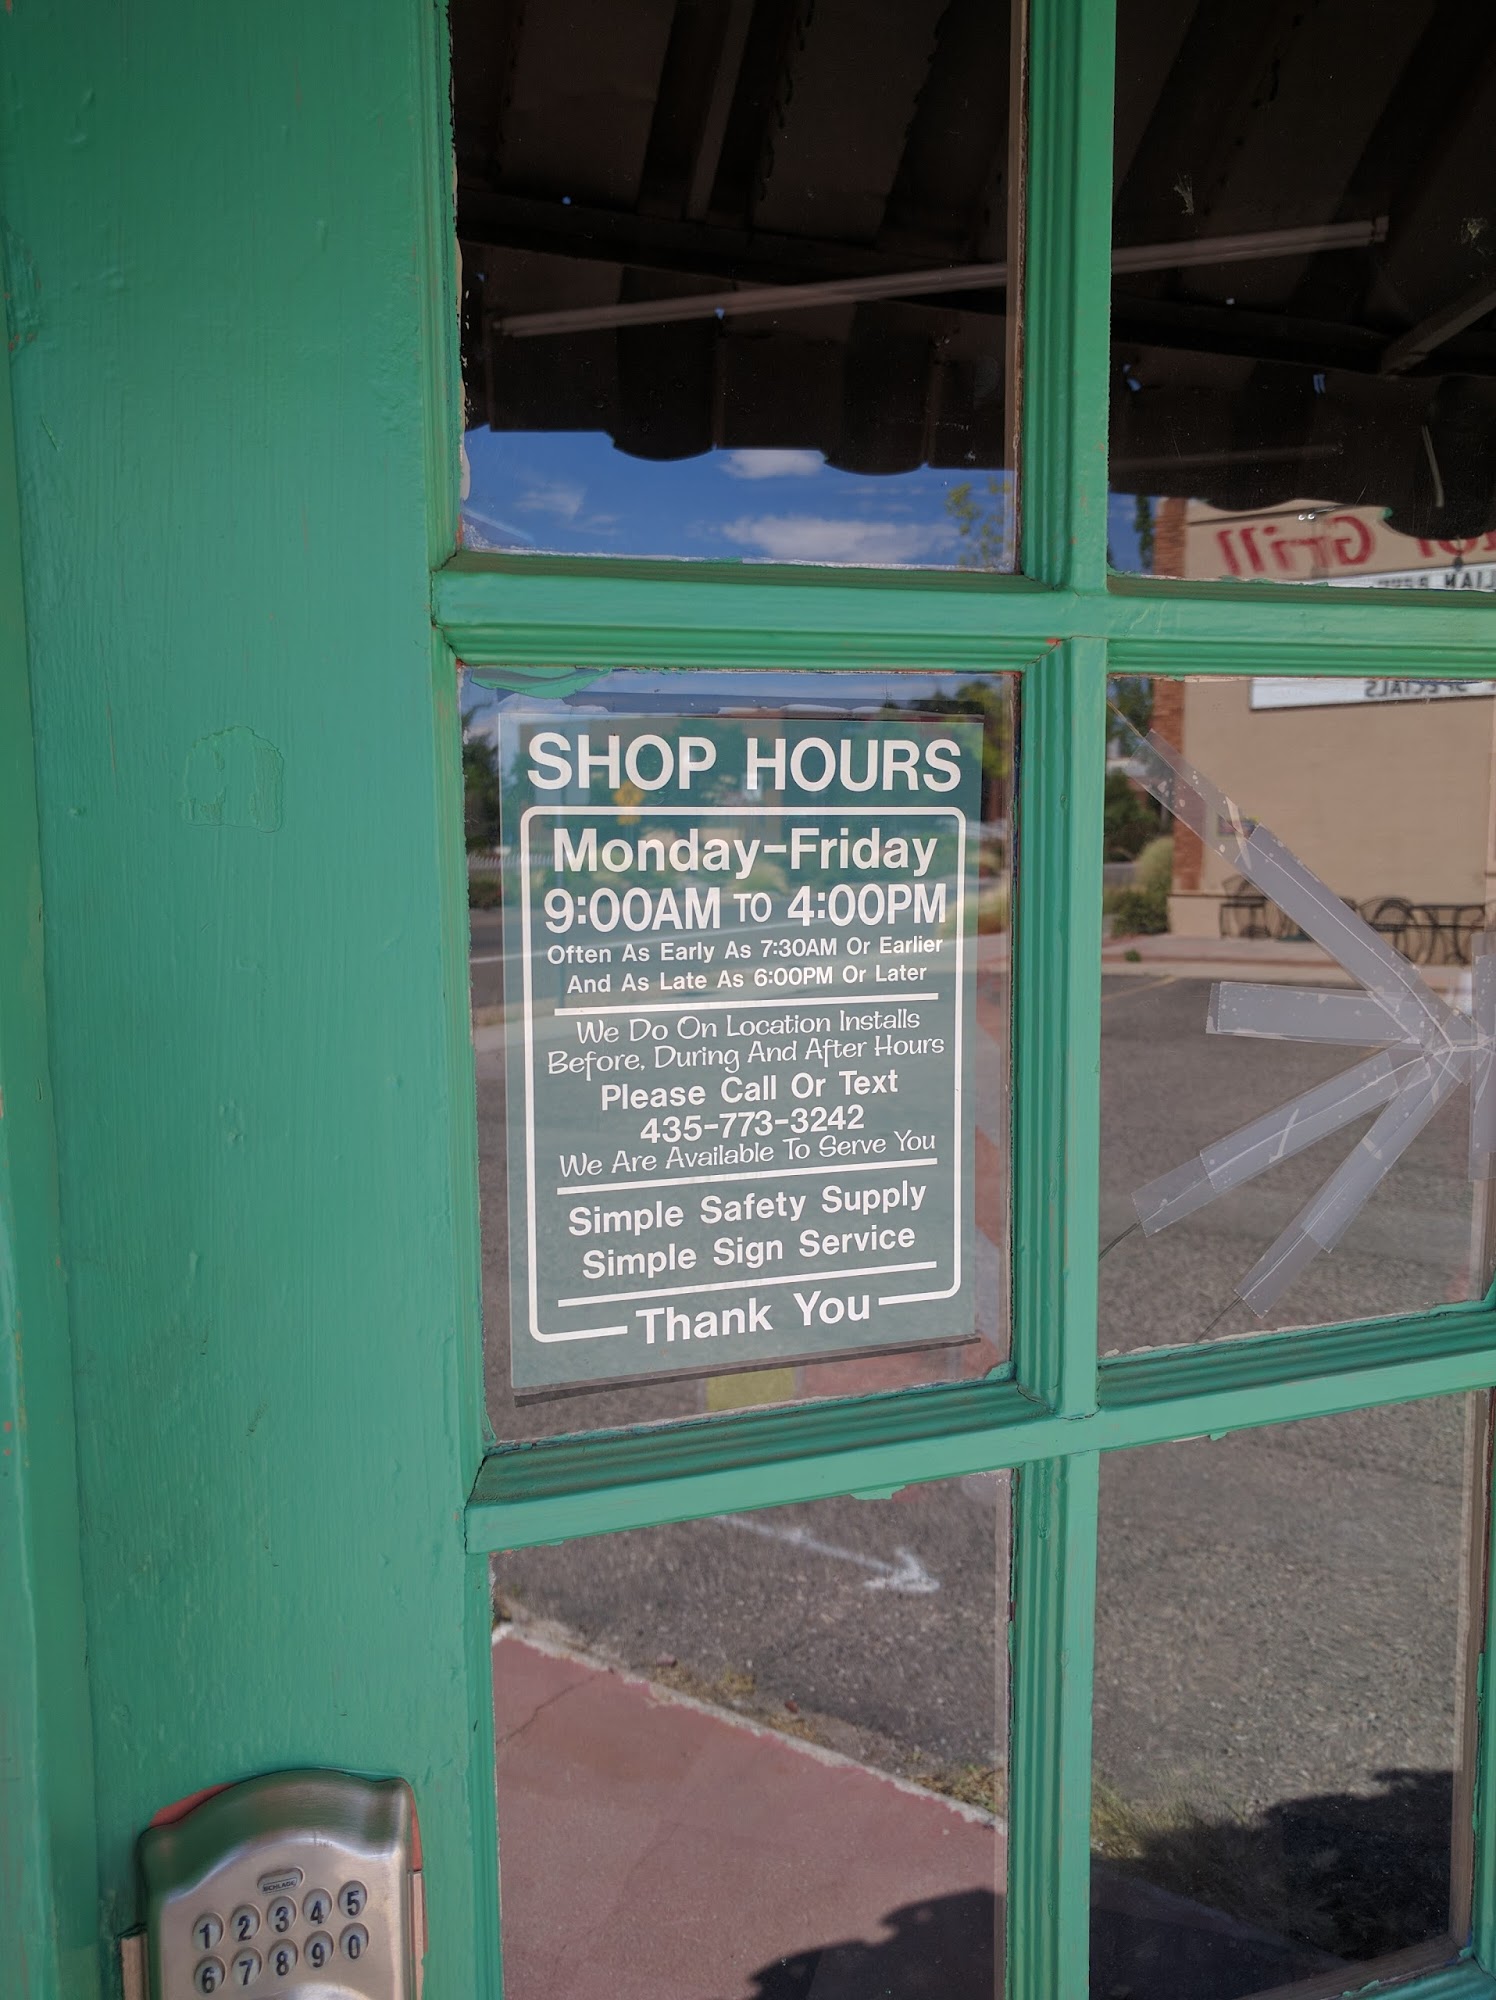 Grill
SPECIALS
SHOP HOURS
Monday-Friday
9:00AM TO 4:00PM
Often As Early As 7:30AM Or Earlier
And As Late As 6:00PM Or Later
We Do On Location Installs
Before, During And After Hours
Please Call Or Text
435-773-3242
We Are Available To Serve You
Simple Safety Supply
Simple Sign Service
Thank You
SCHLAGE
1 2 3 4 5
6 7 8 9 0